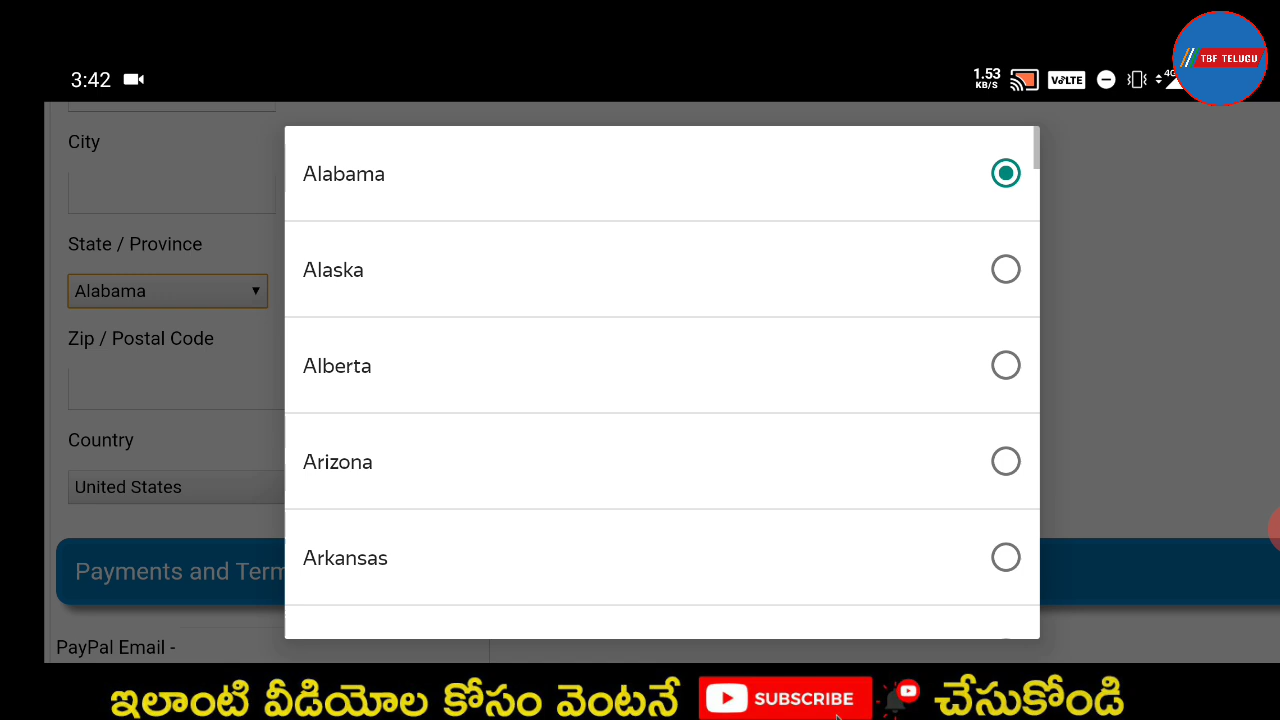 3:42
1.53
KB/S
VoLTE
4G
TBF TELUGU
City
State / Province
Alabama
Zip / Postal Code
Country
United States
Alabama
Alaska
Alberta
Arizona
Arkansas
Payments and Term
PayPal Email -
ఇలాంటి వీడియోల కోసం వెంటనే SUBSCRIBE చేసుకోండి